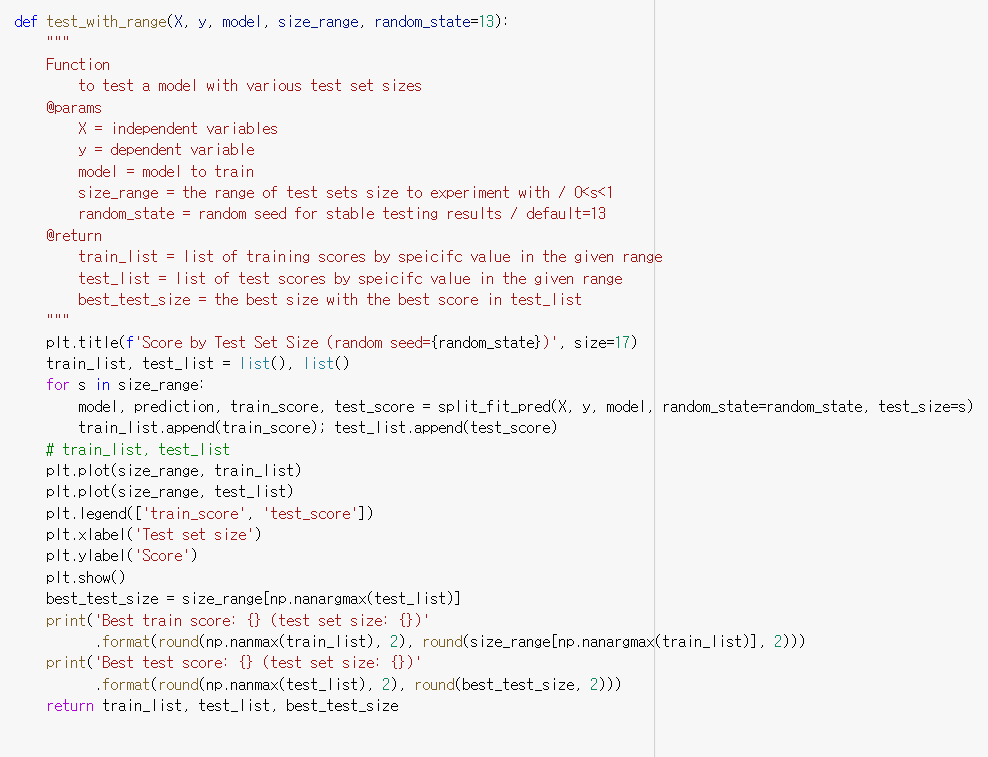 def test_with_range(X, y, model, size_range, random_state=13):
    """
    Function
        to test a model with various test set sizes
    @params
        X = independent variables
        y = dependent variable
        model = model to train
        size_range = the range of test sets size to experiment with / 0<s<1
        random_state = random seed for stable testing results / default=13
    @return
        train_list = list of training scores by speicifc value in the given range
        test_list = list of test scores by speicifc value in the given range
        best_test_size = the best size with the best score in test_list
    """
    plt.title(f'Score by Test Set Size (random seed={random_state})', size=17)
    train_list, test_list = list(), list()
    for s in size_range:
        model, prediction, train_score, test_score = split_fit_pred(X, y, model, random_state=random_state, test_size=s)
        train_list.append(train_score); test_list.append(test_score)
    # train_list, test_list
    plt.plot(size_range, train_list)
    plt.plot(size_range, test_list)
    plt.legend(['train_score', 'test_score'])
    plt.xlabel('Test set size')
    plt.ylabel('Score')
    plt.show()
    best_test_size = size_range[np.nanargmax(test_list)]
    print('Best train score: {} (test set size: {})'
          .format(round(np.nanmax(train_list), 2), round(size_range[np.nanargmax(train_list)], 2)))
    print('Best test score: {} (test set size: {})'
          .format(round(np.nanmax(test_list), 2), round(best_test_size, 2)))
    return train_list, test_list, best_test_size